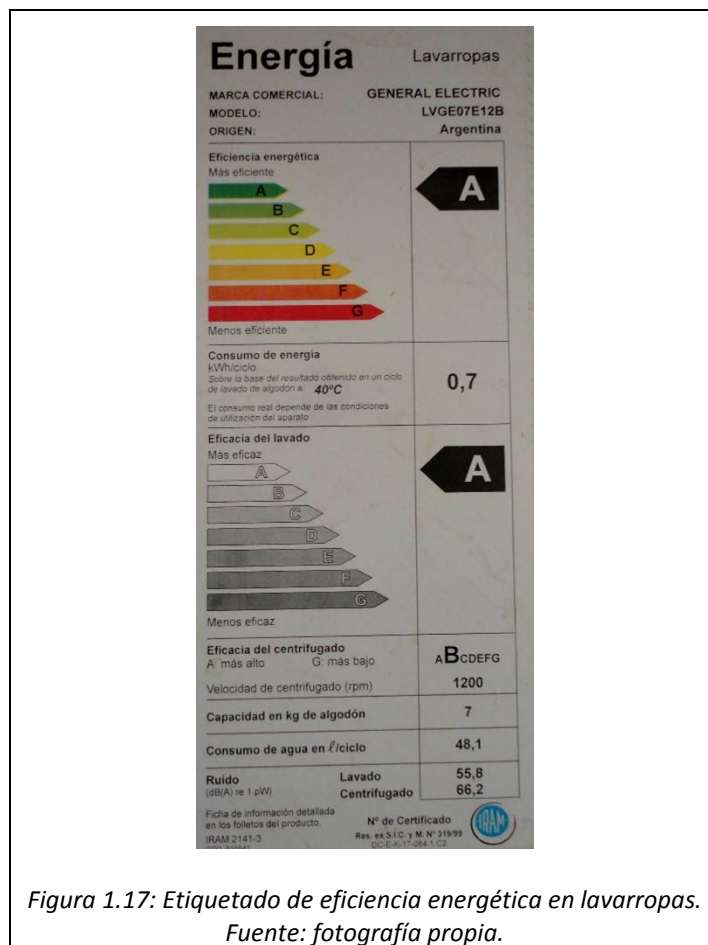 Energía Lavarropas
MARCA COMERCIAL: GENERAL ELECTRIC
MODELO: LVGE07E12B
ORIGEN: Argentina
Eficiencia energética
Más eficiente
A
A
B
C
D
E
F
G
Menos eficiente
Consumo de energía
kWh/ciclo
Sobre la base del resultado obtenido en un ciclo
de lavado de algodón a: 40ºC
0,7
El consumo real depende de las condiciones
de utilización del aparato
Eficacia del lavado
Más eficaz
A
A
B
C
D
E
F
G
Menos eficaz
Eficacia del centrifugado
A: más alto G: más bajo
ABCDEFG
Velocidad de centrifugado (rpm) 1200
Capacidad en kg de algodón 7
Consumo de agua en ℓ/ciclo 48,1
Ruido Lavado 55,8
(dB(A) re 1 pW) Centrifugado 66,2
Ficha de información detallada
en los folletos del producto.
IRAM 2141-3
Nº de Certificado
Res. ex S.I.C. y M. Nº 319/99
IRAM
Figura 1.17: Etiquetado de eficiencia energética en lavarropas.
Fuente: fotografía propia.